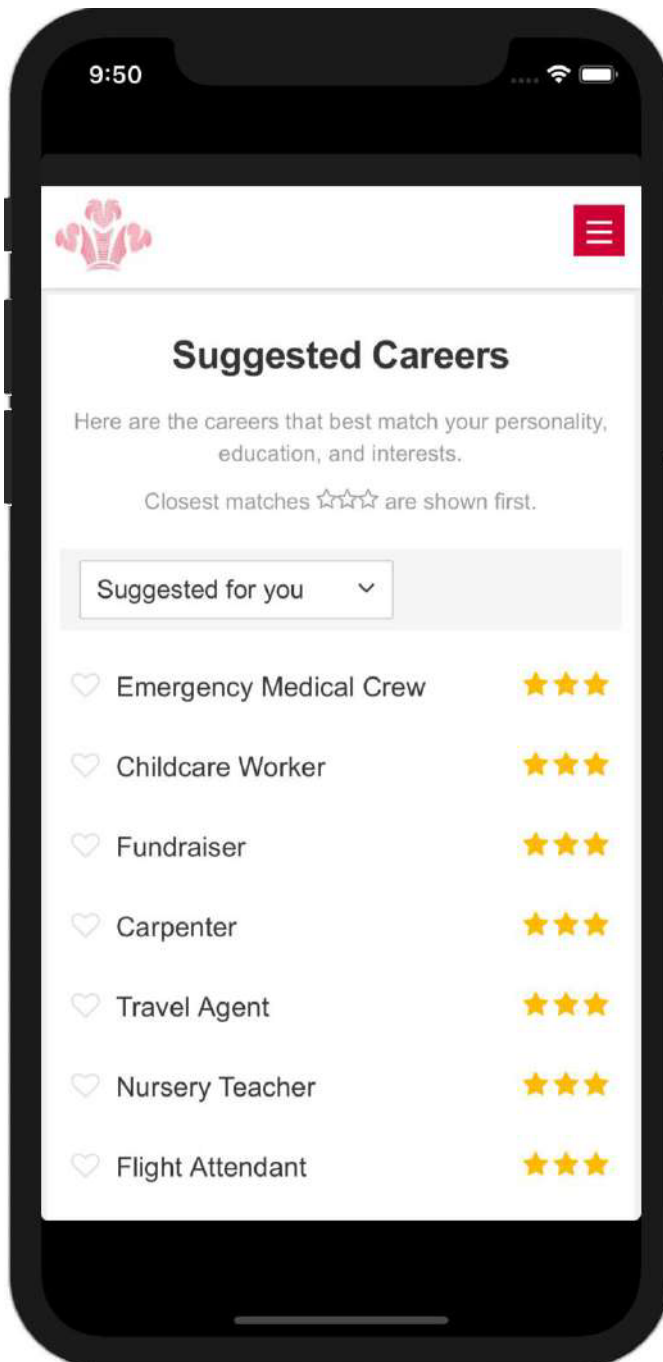 9:50
Suggested Careers
Here are the careers that best match your personality,
education, and interests.
Closest matches ☆☆☆ are shown first.
Suggested for you
Emergency Medical Crew
Childcare Worker
Fundraiser
Carpenter
Travel Agent
Nursery Teacher
Flight Attendant